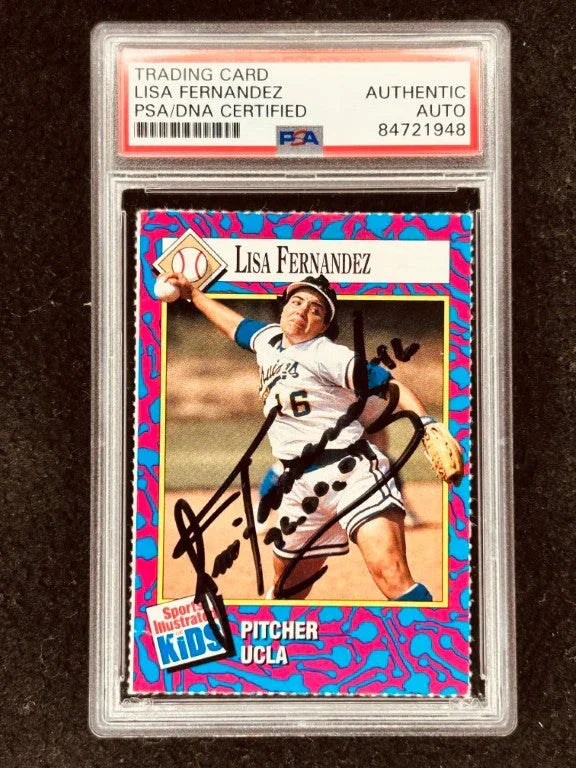 TRADING CARD
LISA FERNANDEZ AUTHENTIC
PSA/DNA CERTIFIED AUTO
84721948
PSA
LISA FERNANDEZ
16
Sports
Illustrated
KIDS
PITCHER
UCLA